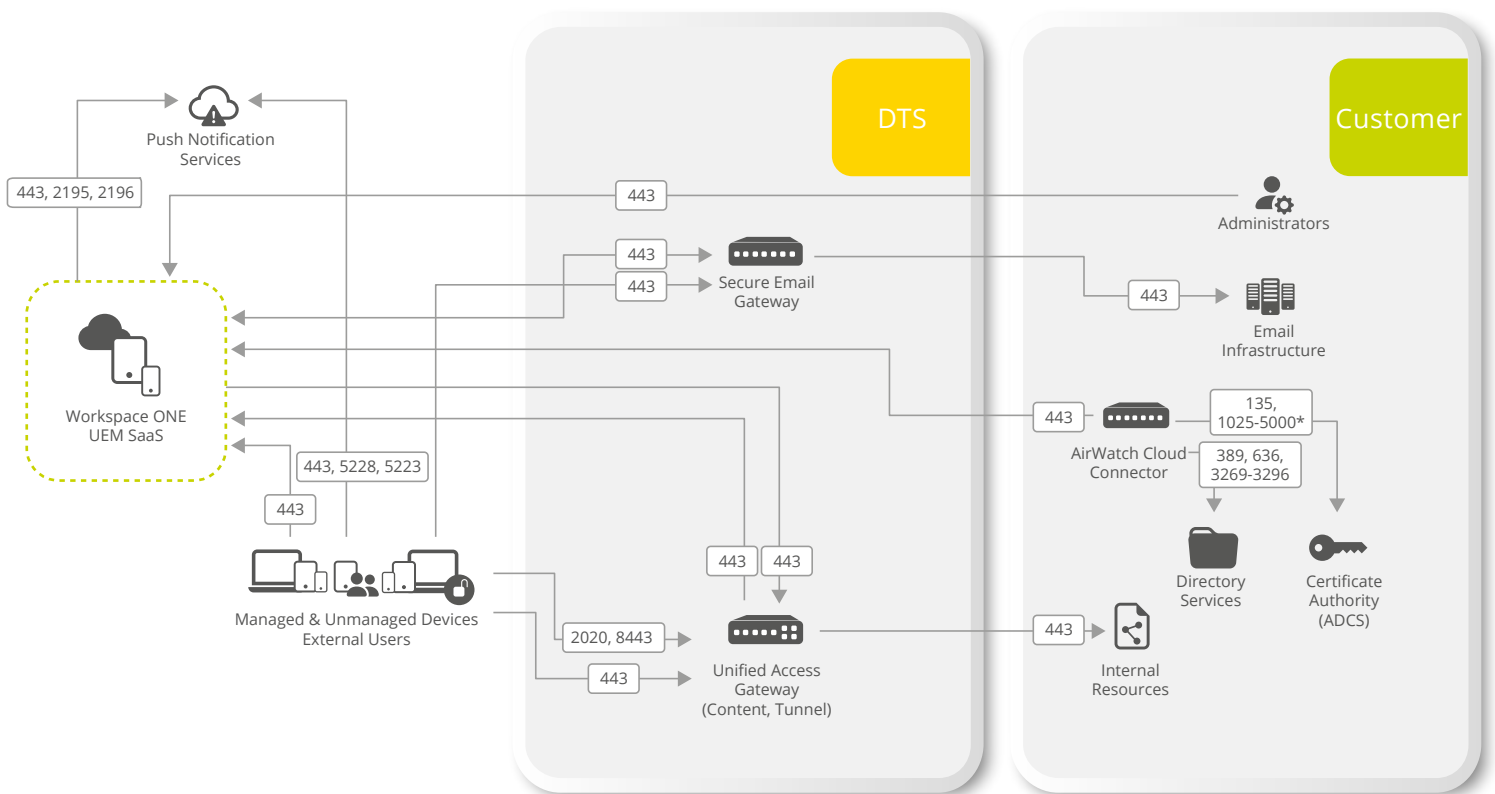 DTS
Customer
Push Notification
Services
443, 2195, 2196
443
Administrators
443
443
Secure Email
Gateway
443
Email
Infrastructure
Workspace ONE
UEM SaaS
443
AirWatch Cloud
Connector
135,
1025-5000*
389, 636,
3269-3296
443, 5228, 5223
443
443
443
Directory
Services
Certificate
Authority
(ADCS)
Managed & Unmanaged Devices
External Users
2020, 8443
443
Unified Access
Gateway
(Content, Tunnel)
443
Internal
Resources